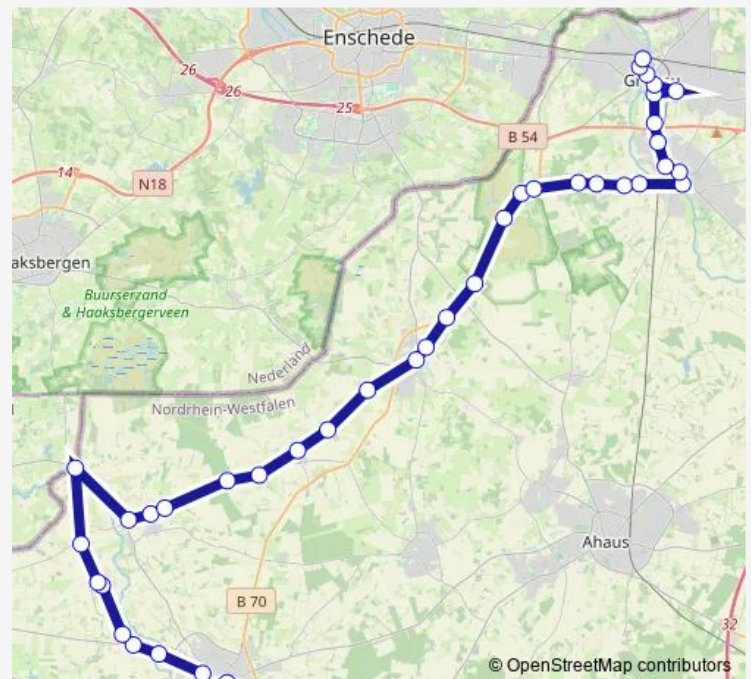 Enschede
26
26
25
B 54
14
N18
aksbergen
Buurserzand
& Haaksbergerveen
Nederland
Nordrhein-Westfalen
Ahaus
B 70
32
© OpenStreetMap contributors